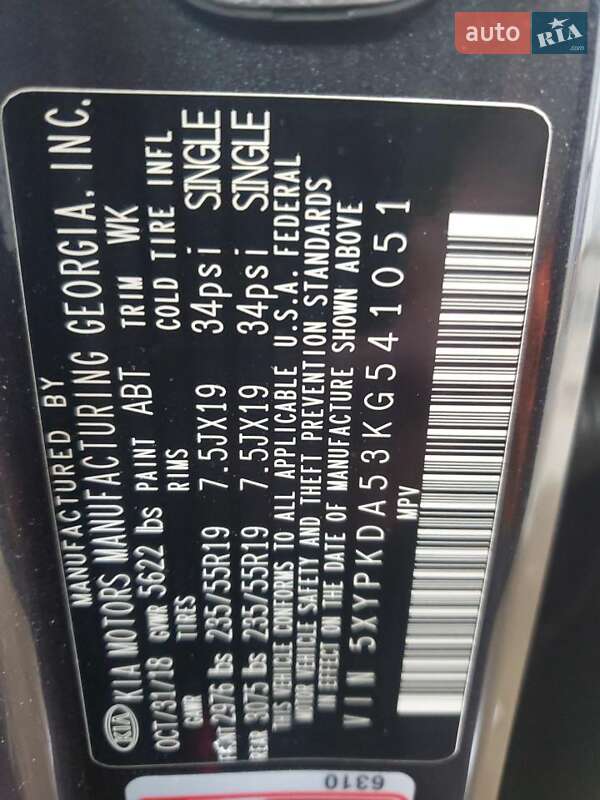 auto RIA.com
MANUFACTURED BY
KIA KIA MOTORS MANUFACTURING GEORGIA, INC.
OCT/31/18 GVWR 5622 lbs PAINT ABT TRIM WK
GAWR TIRES RIMS COLD TIRE INFL
2976 lbs 235/55R19 7.5JX19 34psi SINGLE
REAR 3075 lbs 235/55R19 7.5JX19 34psi SINGLE
THIS VEHICLE CONFORMS TO ALL APPLICABLE U.S.A. FEDERAL
MOTOR VEHICLE SAFETY AND THEFT PREVENTION STANDARDS
IN EFFECT ON THE DATE OF MANUFACTURE SHOWN ABOVE
VIN 5XYPKDA53KG541051
MPV
6310